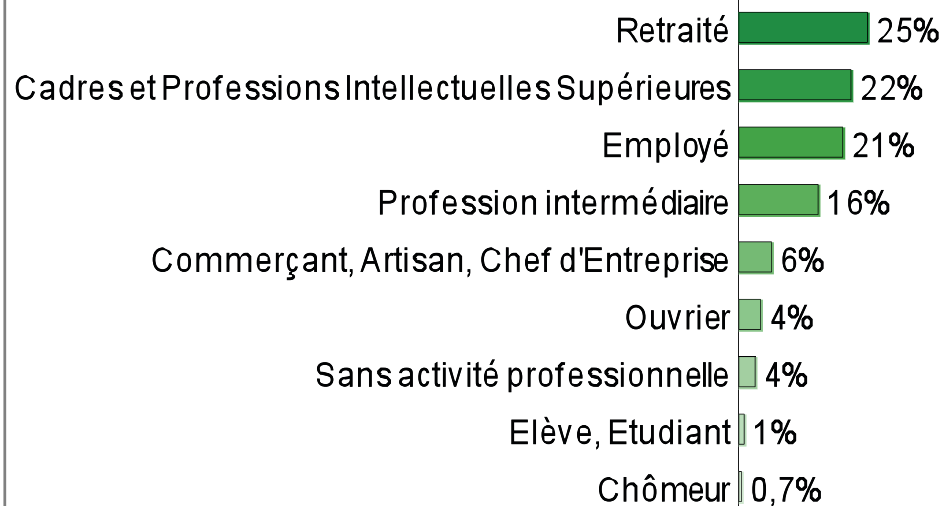 Retraité 25%
Cadres et Professions Intellectuelles Supérieures 22%
Employé 21%
Profession intermédiaire 16%
Commerçant, Artisan, Chef d'Entreprise 6%
Ouvrier 4%
Sans activité professionnelle 4%
Elève, Etudiant 1%
Chômeur 0,7%